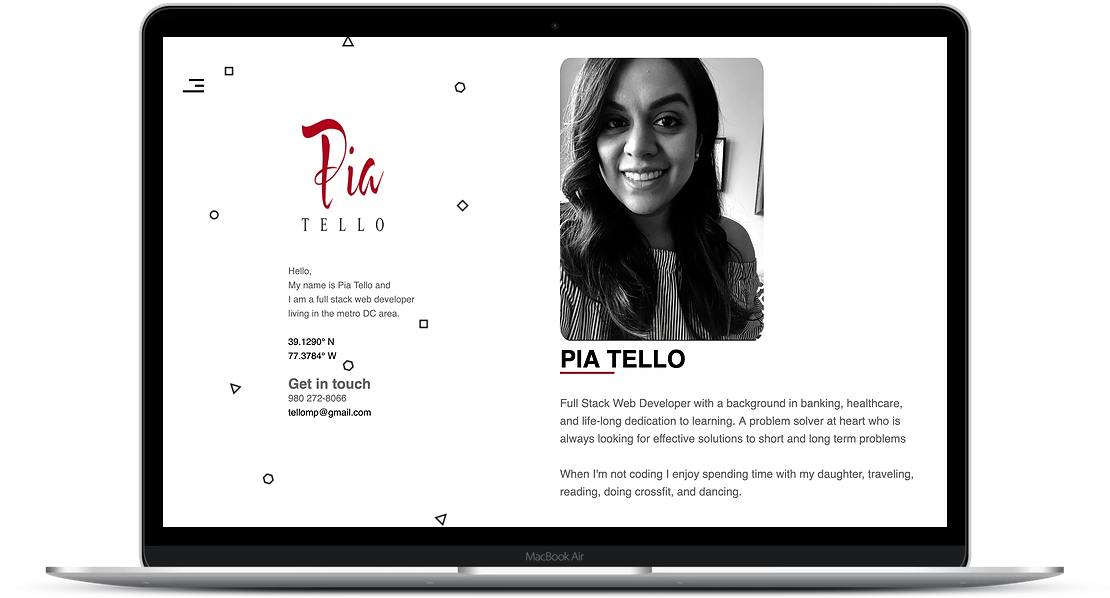 Pia
TELLO
Hello,
My name is Pia Tello and
I am a full stack web developer
living in the metro DC area.
39.1290° N
77.3784° W
Get in touch
980 272-8066
tellomp@gmail.com
PIA TELLO
Full Stack Web Developer with a background in banking, healthcare,
and life-long dedication to learning. A problem solver at heart who is
always looking for effective solutions to short and long term problems
When I'm not coding I enjoy spending time with my daughter, traveling,
reading, doing crossfit, and dancing.
MacBook Air